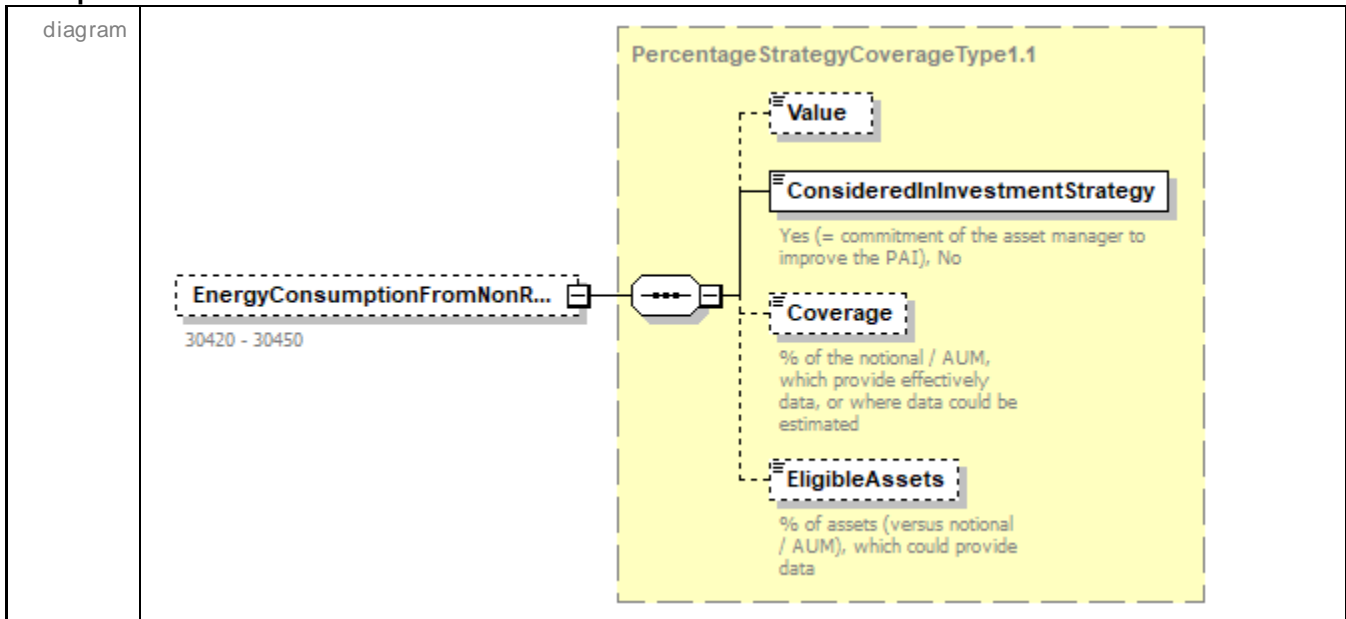 diagram
PercentageStrategyCoverageType1.1
Value
ConsideredInInvestmentStrategy
Yes (= commitment of the asset manager to
improve the PAI), No
EnergyConsumptionFromNonR...
30420 - 30450
Coverage
% of the notional / AUM,
which provide effectively
data, or where data could be
estimated
EligibleAssets
% of assets (versus notional
/ AUM), which could provide
data